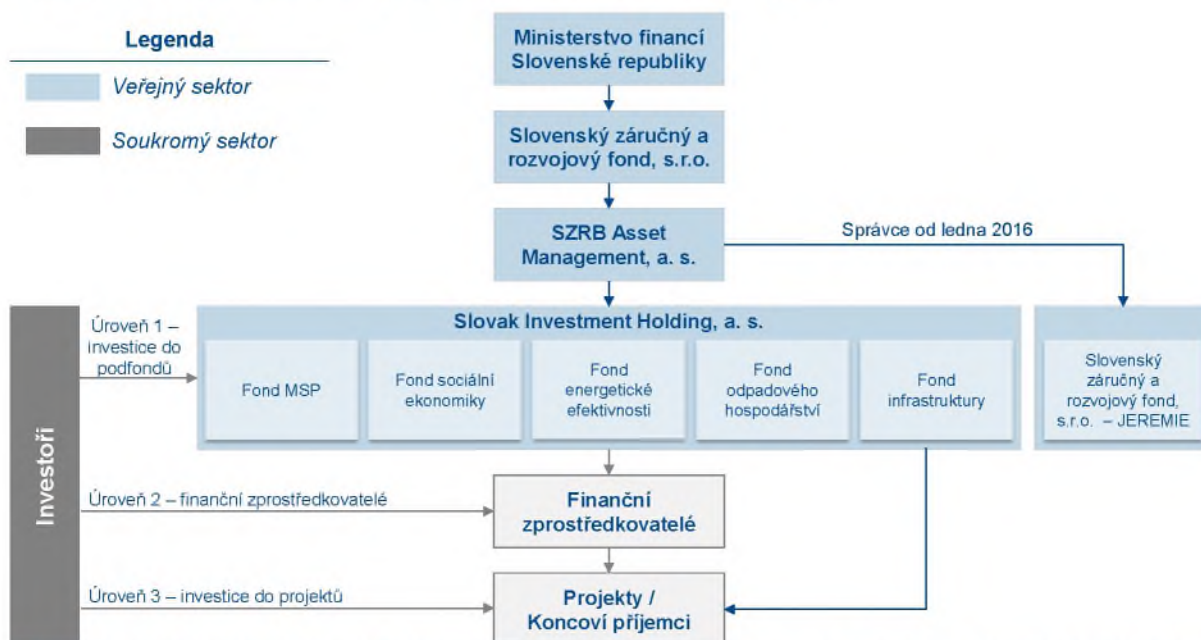 Legenda
Veřejný sektor
Soukromý sektor
Ministerstvo financí
Slovenské republiky
Slovenský záručný a
rozvojový fond, s.r.o.
SZRB Asset
Management, a. s.
Správce od ledna 2016
Investoři
Úroveň 1 –
investice do
podfondů
Slovak Investment Holding, a. s.
Fond MSP
Fond sociální
ekonomiky
Fond
energetické
efektivnosti
Fond
odpadového
hospodářství
Fond
infrastruktury
Slovenský
záručný a
rozvojový fond,
s.r.o. – JEREMIE
Úroveň 2 – finanční zprostředkovatelé
Finanční
zprostředkovatelé
Úroveň 3 – investice do projektů
Projekty /
Koncoví příjemci